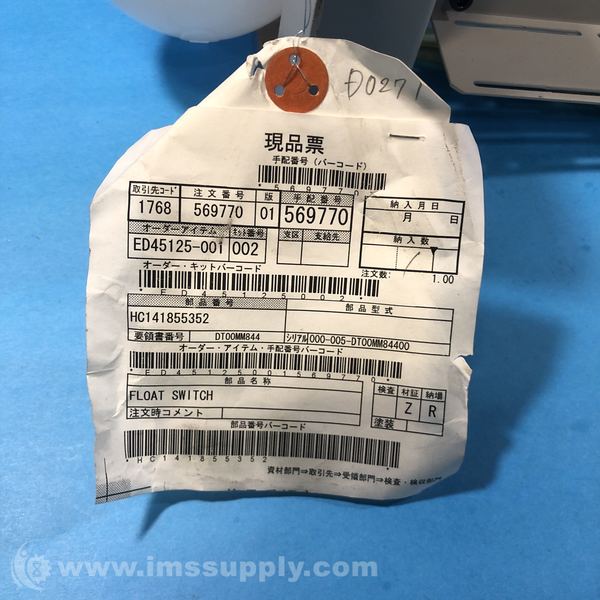 D0271
現品票
手配番号 (バーコード)
*569770
取引先コード 注文番号 版 手配番号
1768 569770 01 569770
納入月日
月 日
オーダーアイテム キット番号 支区 支給先
ED45125-001 002
納入数
オーダー・キットバーコード
注文数: 1.00
*ED45125002*
部品番号 部品型式
HC141855352
要領書番号 DT00MM844 シリアル 000-005-DT00MM84400
オーダー・アイテム・手配番号バーコード
*ED45125001569770*
部品名称
FLOAT SWITCH
検査 材証 納場
Z R
注文時コメント
塗装
部品番号バーコード
*HC141855352*
資材部門⇒取引先⇒受領部門⇒検査・検収部門
www.imssupply.com